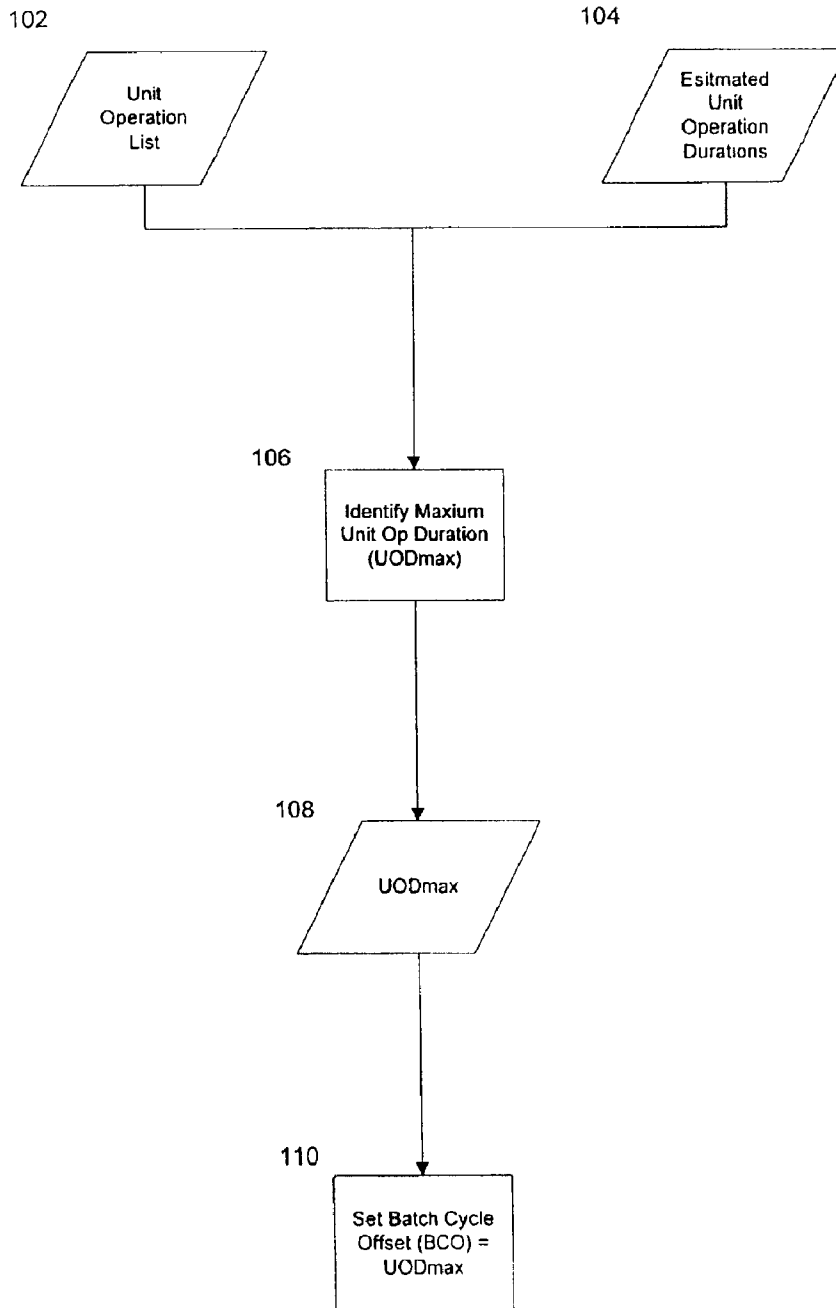 102
104
Unit
Operation
List
Esitmated
Unit
Operation
Durations
106
Identify Maxium
Unit Op Duration
(UODmax)
108
UODmax
110
Set Batch Cycle
Offset (BCO) =
UODmax